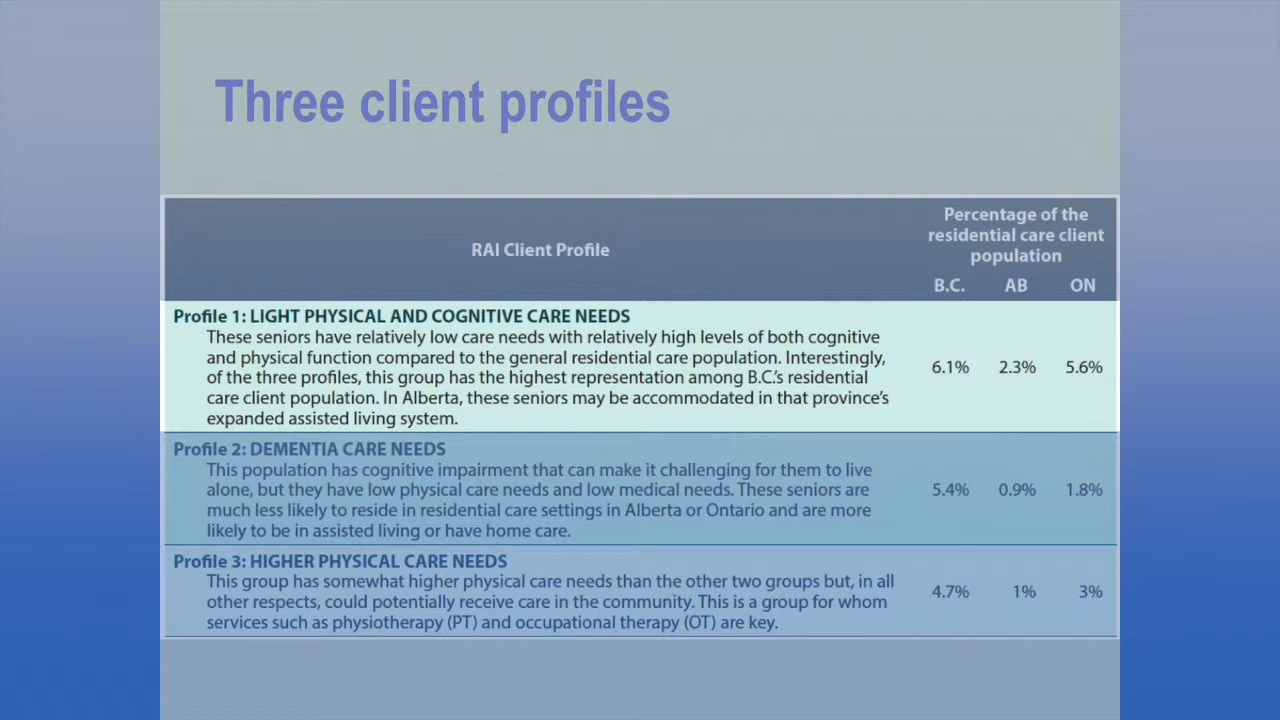 Three client profiles
RAI Client Profile
Percentage of the
residential care client
population
B.C. AB ON
Profile 1: LIGHT PHYSICAL AND COGNITIVE CARE NEEDS
These seniors have relatively low care needs with relatively high levels of both cognitive
and physical function compared to the general residential care population. Interestingly,
of the three profiles, this group has the highest representation among B.C.'s residential
care client population. In Alberta, these seniors may be accommodated in that province's
expanded assisted living system.
6.1% 2.3% 5.6%
Profile 2: DEMENTIA CARE NEEDS
This population has cognitive impairment that can make it challenging for them to live
alone, but they have low physical care needs and low medical needs. These seniors are
much less likely to reside in residential care settings in Alberta or Ontario and are more
likely to be in assisted living or have home care.
5.4% 0.9% 1.8%
Profile 3: HIGHER PHYSICAL CARE NEEDS
This group has somewhat higher physical care needs than the other two groups but, in all
other respects, could potentially receive care in the community. This is a group for whom
services such as physiotherapy (PT) and occupational therapy (OT) are key.
4.7% 1% 3%